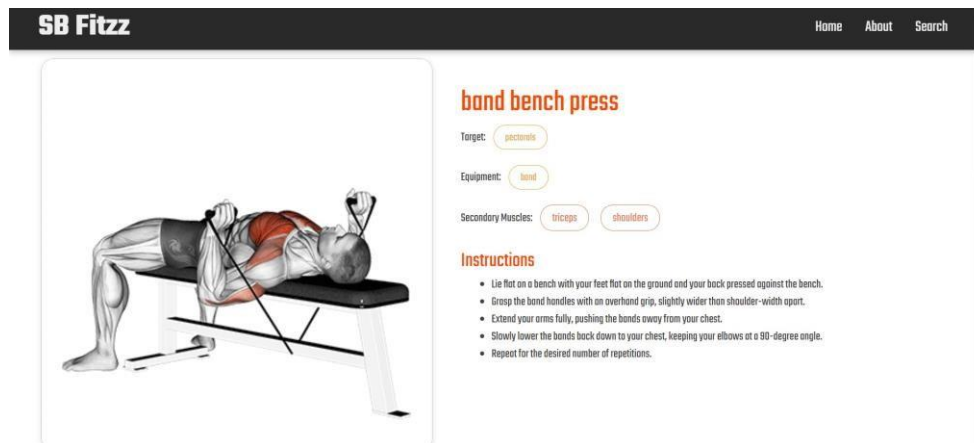 SB Fitzz
Home About Search
band bench press
Target: pectorals
Equipment: band
Secondary Muscles: triceps shoulders
Instructions
Lie flat on a bench with your feet flat on the ground and your back pressed against the bench.
Grasp the band handles with an overhand grip, slightly wider than shoulder-width apart.
Extend your arms fully, pushing the bands away from your chest.
Slowly lower the bands back down to your chest, keeping your elbows at a 90-degree angle.
Repeat for the desired number of repetitions.